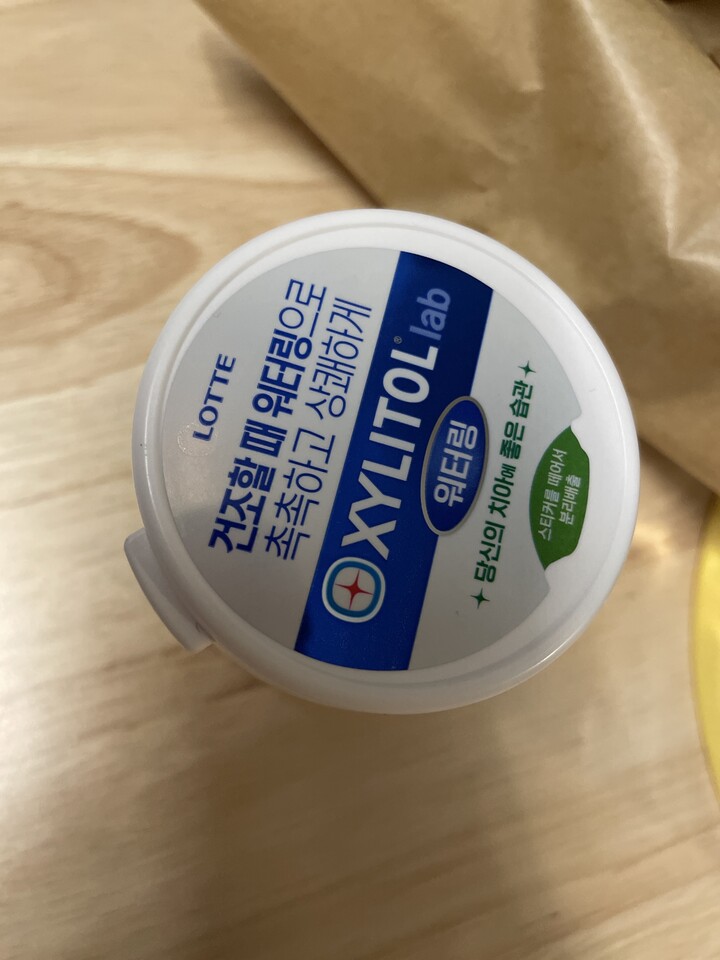 LOTTE
건조할 때 워터링으로
촉촉하고 상쾌하게
XYLITOL® lab
워터링
당신의 치아에 좋은 습관
스티커를 떼어서
분리배출